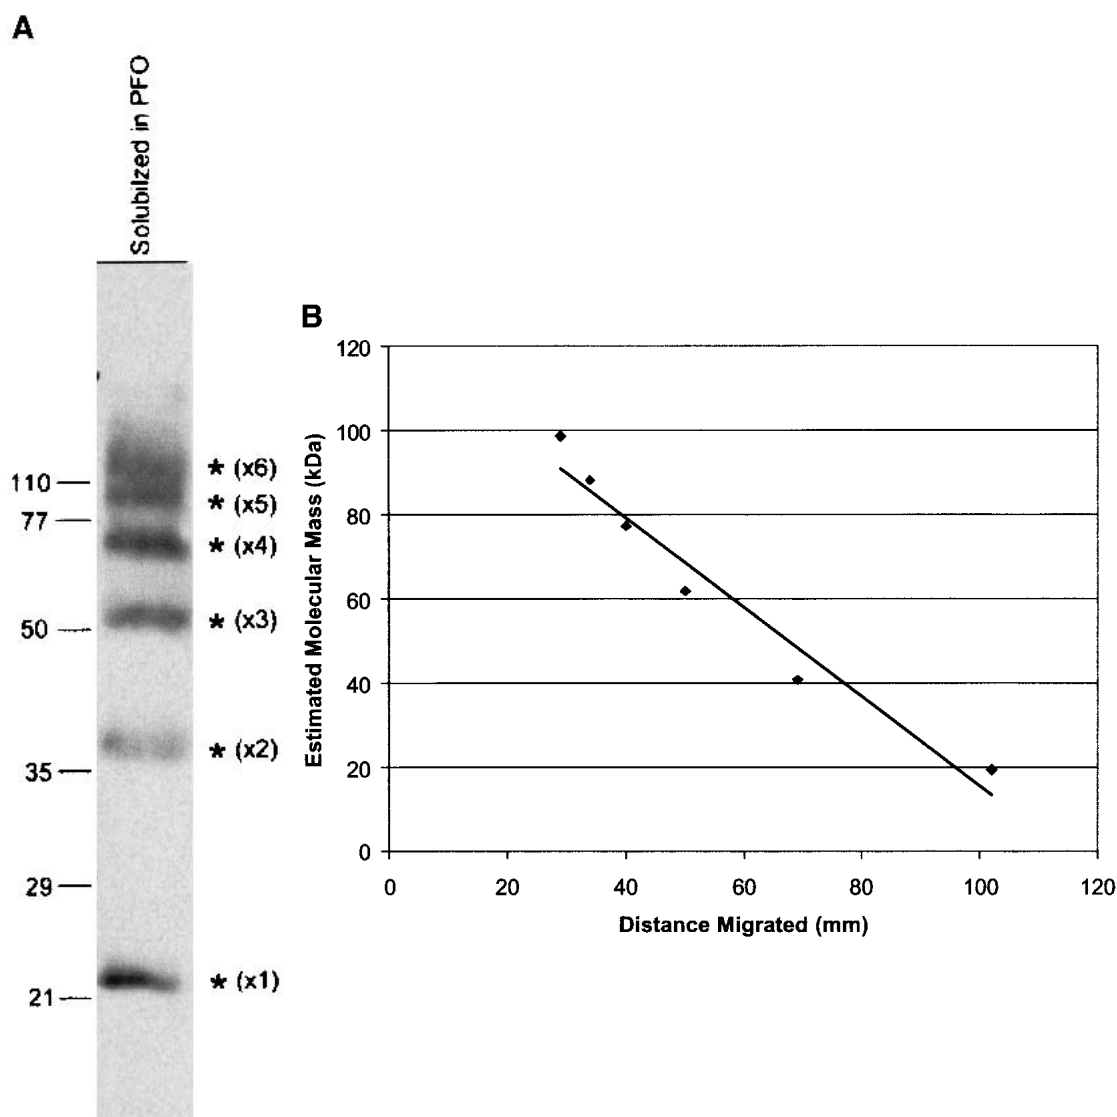 A
Solubilzed in PFO
110
77
50
35
29
21
* (x6)
* (x5)
* (x4)
* (x3)
* (x2)
* (x1)
B
Estimated Molecular Mass (kDa)
120
100
80
60
40
20
0
0 20 40 60 80 100 120
Distance Migrated (mm)